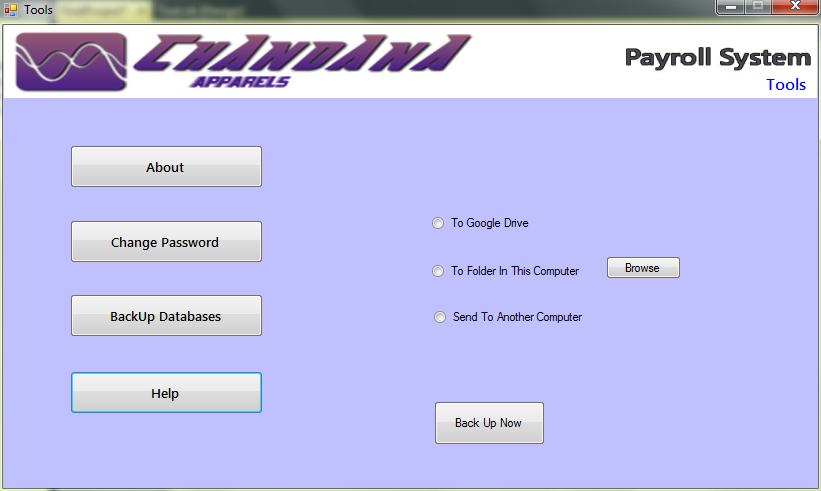 Tools
CHANDANA
APPARELS
Payroll System
Tools
About
Change Password
BackUp Databases
Help
To Google Drive
To Folder In This Computer
Browse
Send To Another Computer
Back Up Now